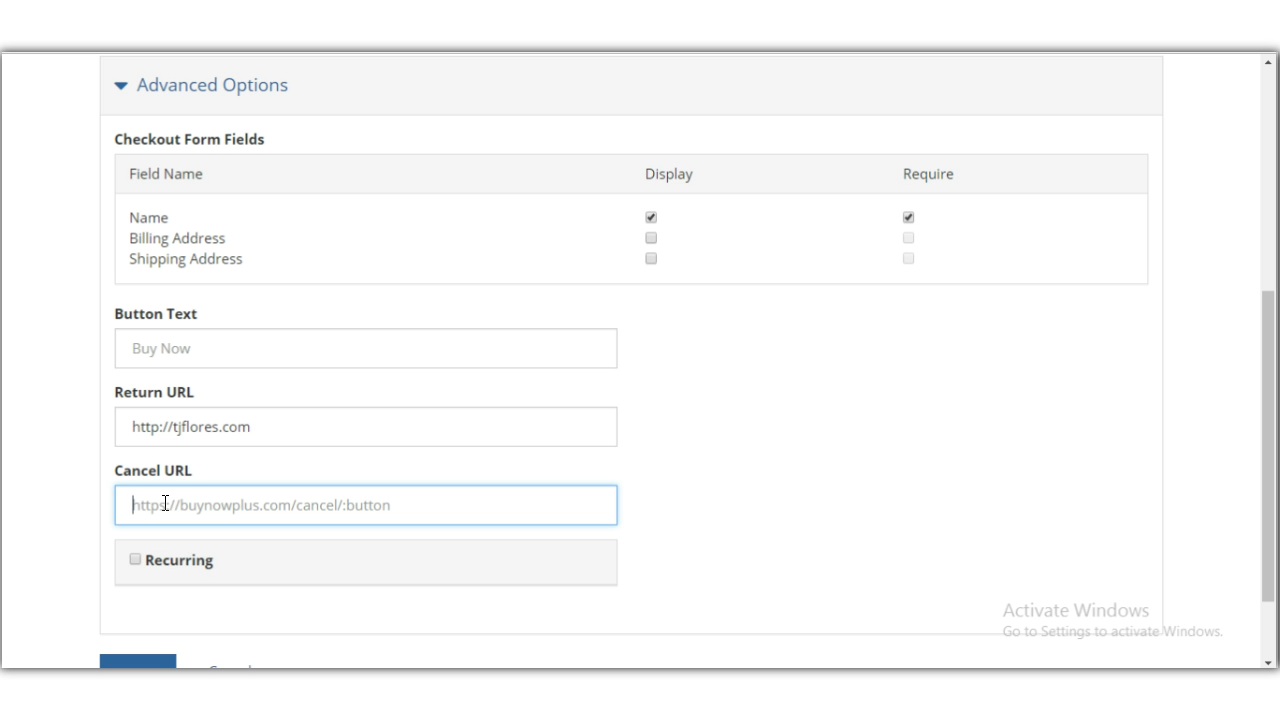 Advanced Options
Checkout Form Fields
Field Name Display Require
Name
Billing Address
Shipping Address
Button Text
Buy Now
Return URL
http://tjflores.com
Cancel URL
https://buynowplus.com/cancel/:button
Recurring
Activate Windows
Go to Settings to activate Windows.